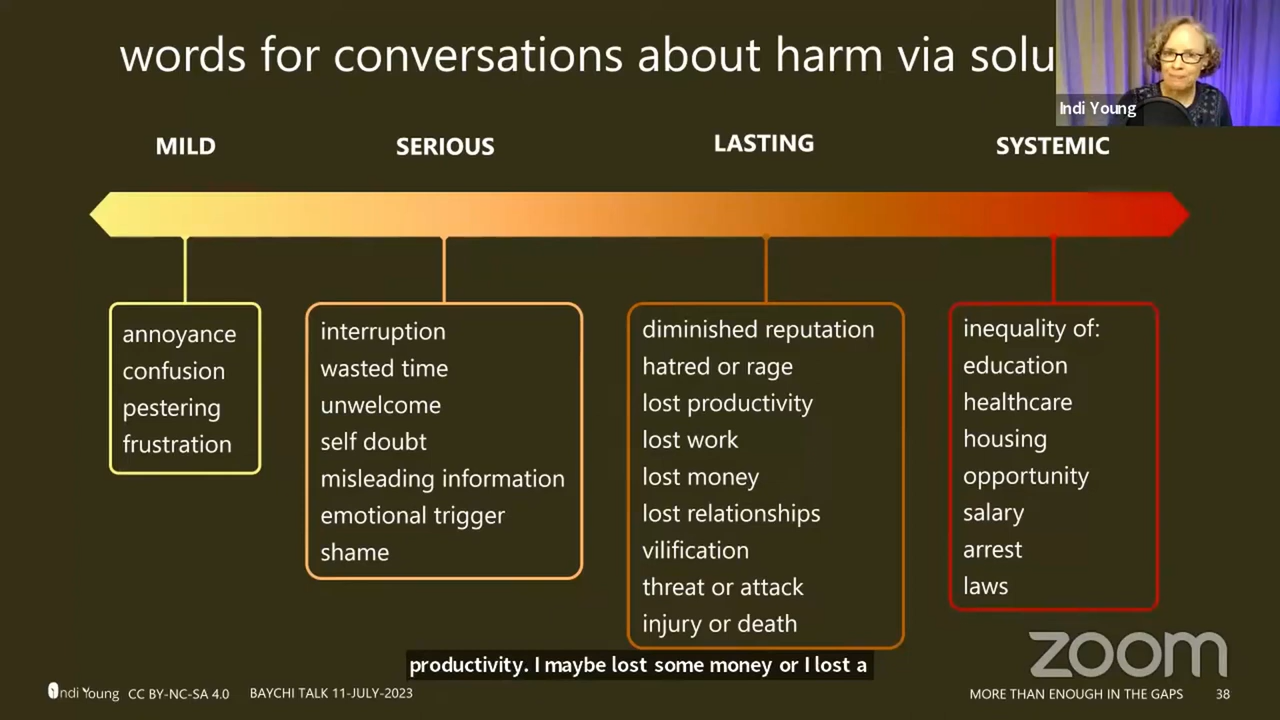 words for conversations about harm via solu
Indi Young
MILD
SERIOUS
LASTING
SYSTEMIC
annoyance
confusion
pestering
frustration
interruption
wasted time
unwelcome
self doubt
misleading information
emotional trigger
shame
diminished reputation
hatred or rage
lost productivity
lost work
lost money
lost relationships
vilification
threat or attack
injury or death
inequality of:
education
healthcare
housing
opportunity
salary
arrest
laws
productivity. I maybe lost some money or I lost a
zoom
Indi Young CC BY-NC-SA 4.0 BAYCHI TALK 11-JULY-2023 MORE THAN ENOUGH IN THE GAPS 38